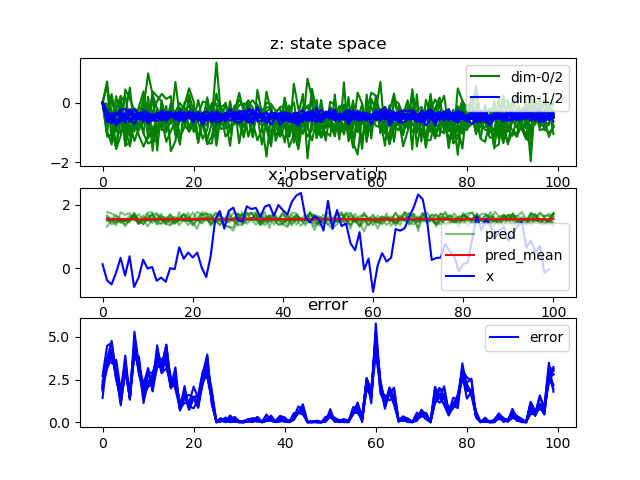 z: state space
0
−2
dim-0/2
dim-1/2
0 20 40 60 80 100
x: observation
2
0
pred
pred_mean
x
0 20 40 60 80 100
error
5.0
2.5
0.0
error
0 20 40 60 80 100